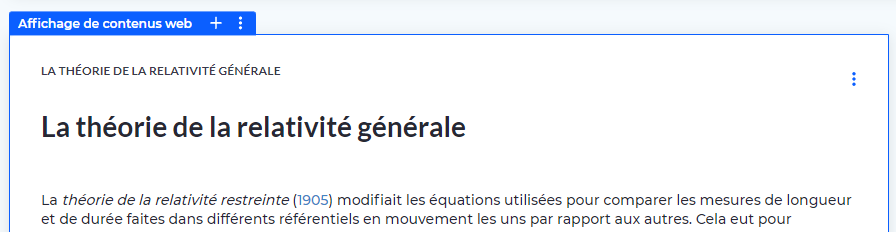 Affichage de contenus web
LA THÉORIE DE LA RELATIVITÉ GÉNÉRALE
La théorie de la relativité générale
La théorie de la relativité restreinte (1905) modifiait les équations utilisées pour comparer les mesures de longueur
et de durée faites dans différents référentiels en mouvement les uns par rapport aux autres. Cela eut pour